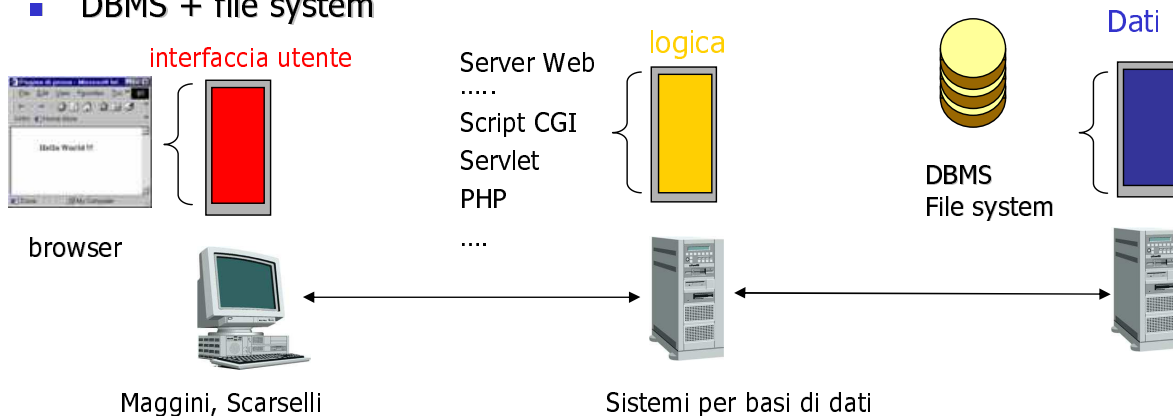 DBMS + file system
Dati
interfaccia utente
logica
Server Web
.....
Script CGI
Servlet
PHP
....
Hello World !!!
DBMS
File system
browser
Maggini, Scarselli
Sistemi per basi di dati